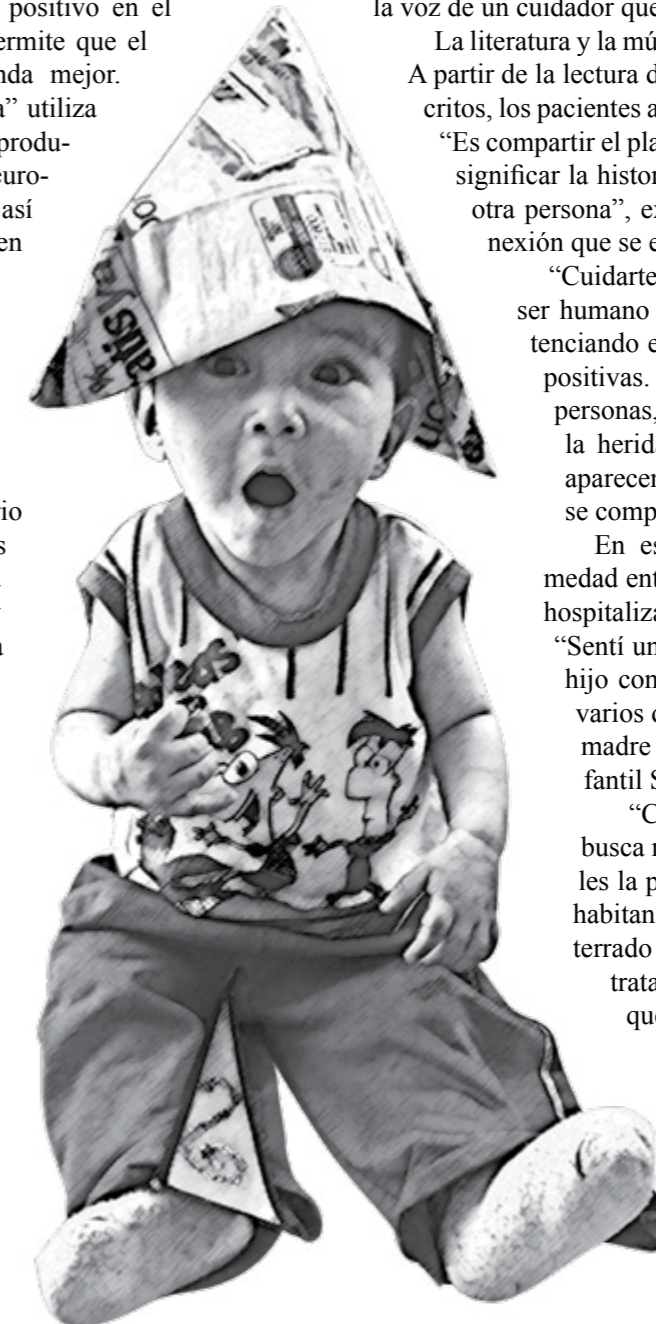 positivo en el
ermite que el
nda mejor.
a” utiliza
produ-
euro-
así
en
io
s
a
atis
la voz de un cuidador que
La literatura y la mú
A partir de la lectura d
critos, los pacientes a
“Es compartir el pla
significar la histor
otra persona”, ex
nexión que se e
“Cuidarte
ser humano
tenciando e
positivas.
personas,
la herid
aparecer
se comp
En es
medad ent
hospitaliza
“Sentí un
hijo con
varios d
madre
fantil S
“C
busca n
les la p
habitan
terrado
trata
que